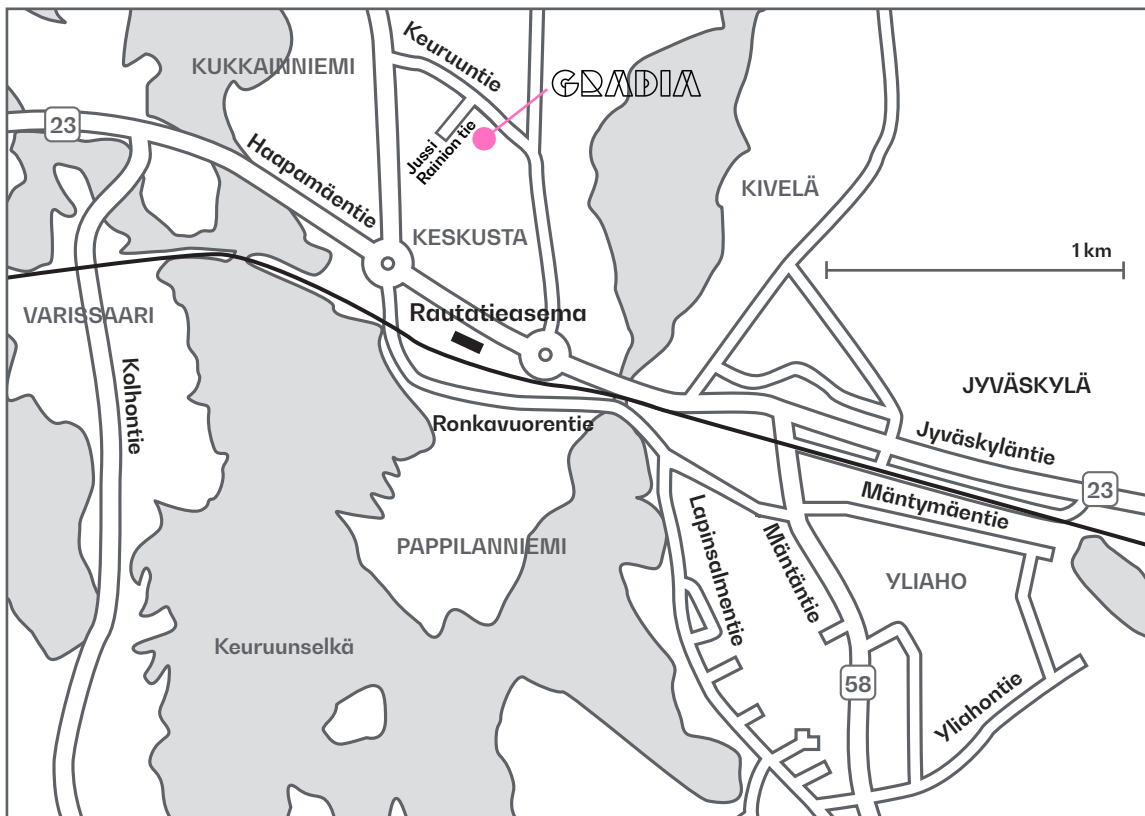 Keuruuntie
GRADIA
KUKKAINNIEMI
23
Haapamäentie
Jussi
Rainion tie
KIVELÄ
KESKUSTA
1 km
Rautatieasema
VARISSAARI
Kolhontie
JYVÄSKYLÄ
Ronkavuorentie
Jyväskyläntie
23
Mäntymäentie
Lapinsalmentie
Mäntäntie
PAPPILANNIEMI
YLIAHO
Keuruunselkä
58
Yliahontie